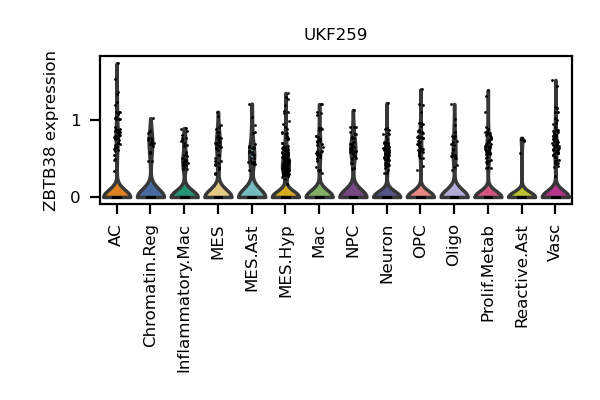 UKF259
ZBTB38 expression
1
0
AC
Chromatin.Reg
Inflammatory.Mac
MES
MES.Ast
MES.Hyp
Mac
NPC
Neuron
OPC
Oligo
Prolif.Metab
Reactive.Ast
Vasc